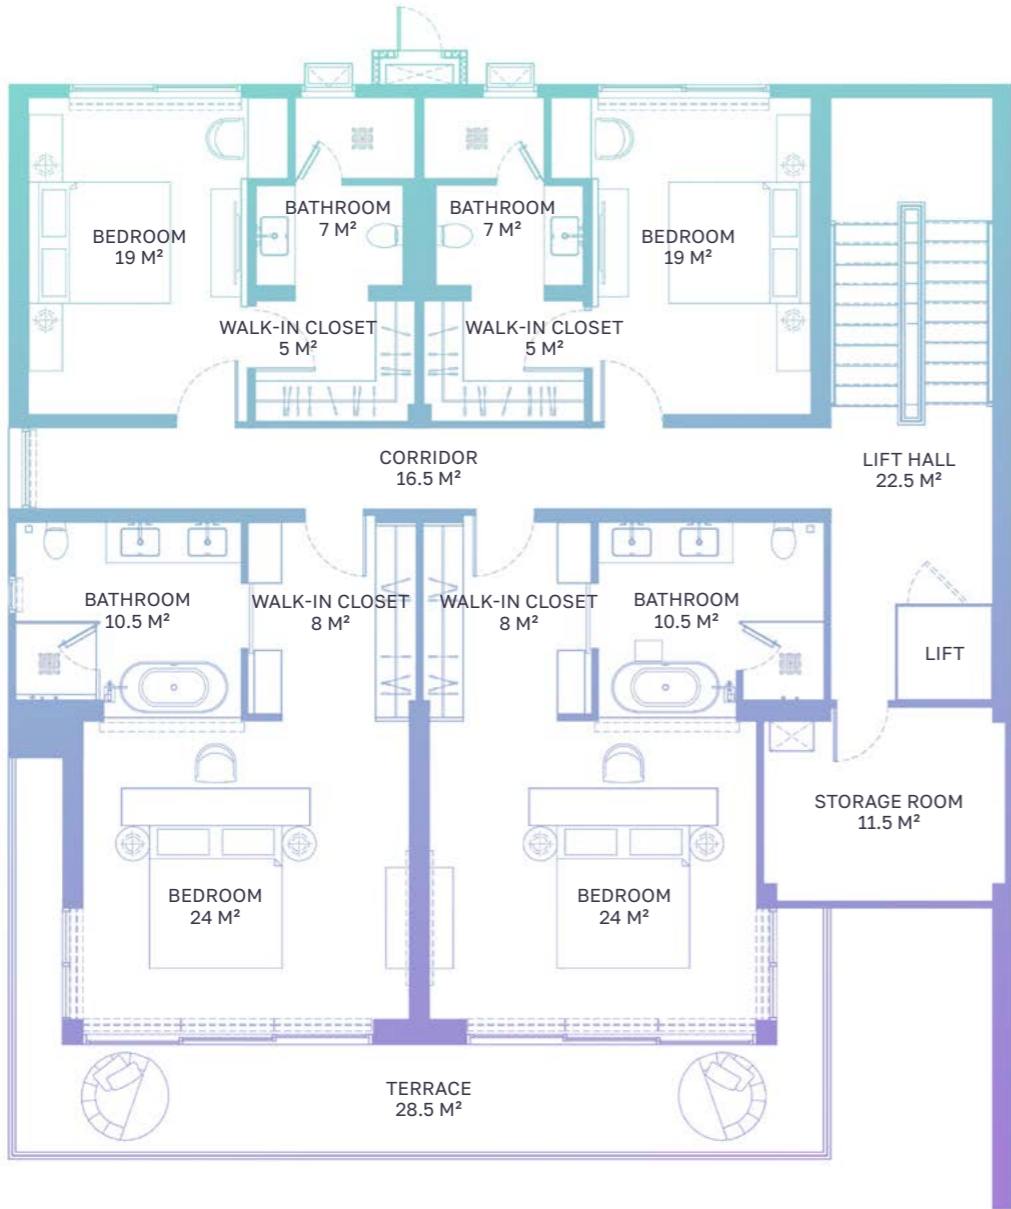 BATHROOM
7 M²
BATHROOM
7 M²
BEDROOM
19 M²
BEDROOM
19 M²
WALK-IN CLOSET
5 M²
WALK-IN CLOSET
5 M²
CORRIDOR
16.5 M²
LIFT HALL
22.5 M²
BATHROOM
10.5 M²
WALK-IN CLOSET
8 M²
WALK-IN CLOSET
8 M²
BATHROOM
10.5 M²
LIFT
STORAGE ROOM
11.5 M²
BEDROOM
24 M²
BEDROOM
24 M²
TERRACE
28.5 M²